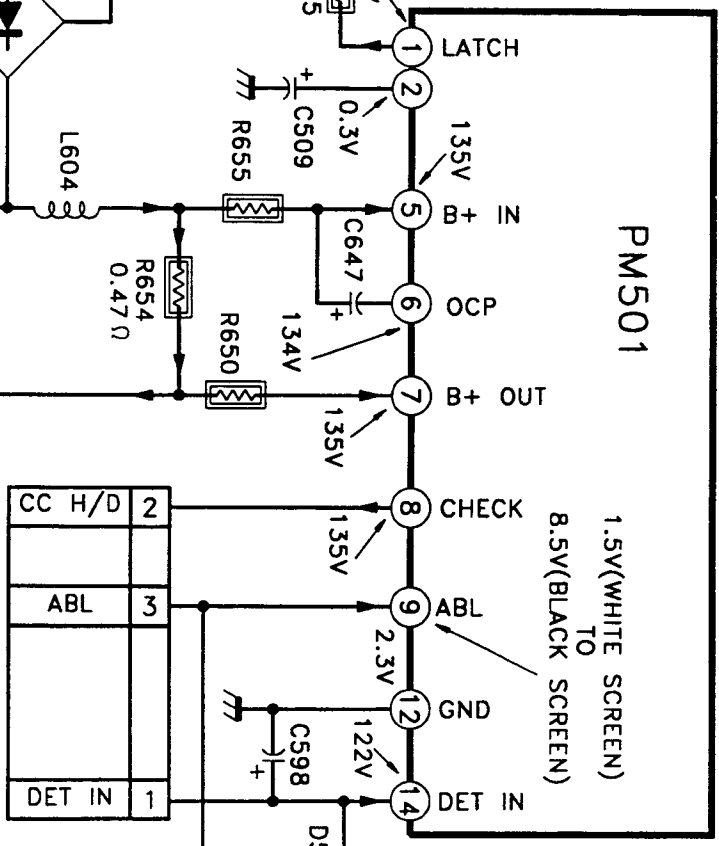 5
1
LATCH
2
+
C509
0.3V
R655
135V
L604
5
B+ IN
C647
+
6
OCP
PM501
R654
0.47Ω
R650
134V
7
B+ OUT
135V
CC H/D 2
8
CHECK
135V
1.5V(WHITE SCREEN)
TO
8.5V(BLACK SCREEN)
ABL 3
9
ABL
2.3V
12
GND
C598
+
122V
DET IN 1
14
DET IN